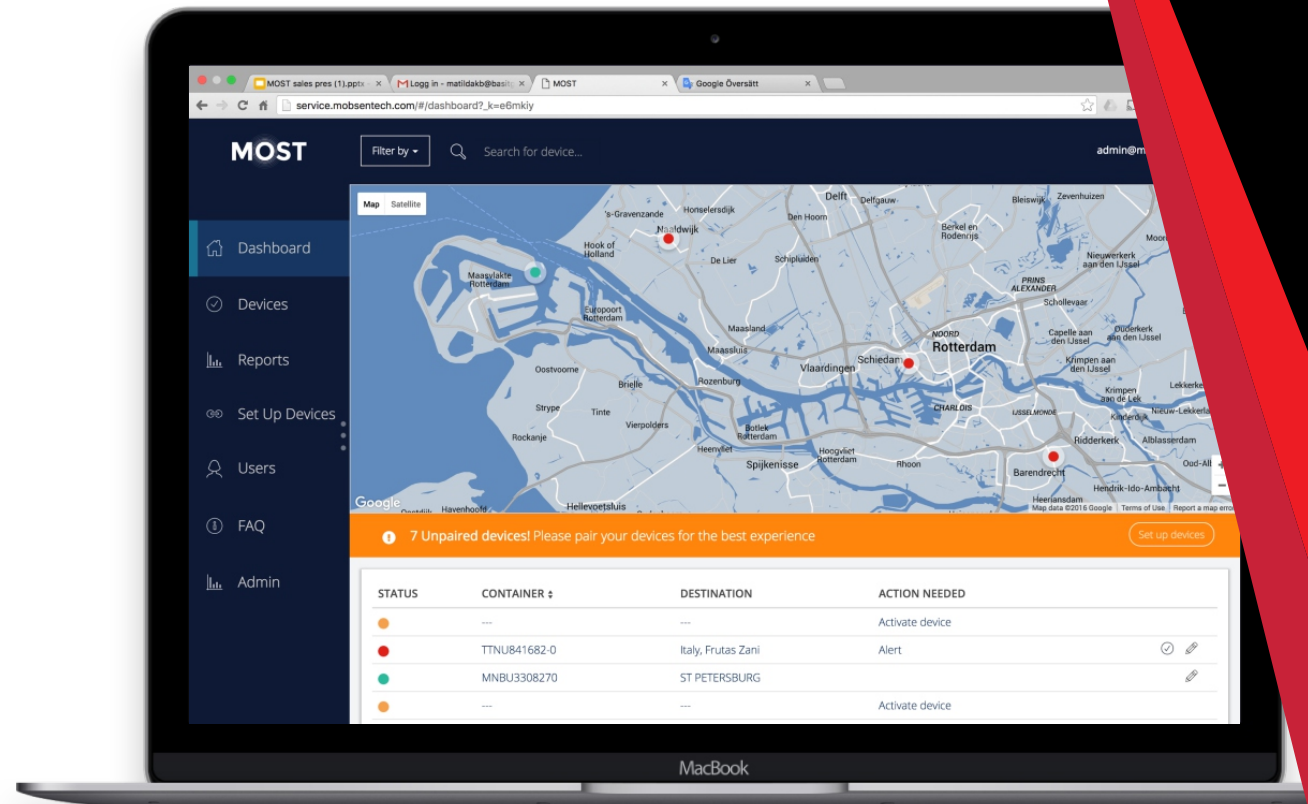 MOST sales pres (1).pptx -
Logg in - matildakb@basit
MOST
Google Översätt
service.mobsentech.com/#/dashboard?_k=e6mkiy
MOST
Filter by
Search for device...
admin@m
Dashboard
Devices
Reports
Set Up Devices
Users
FAQ
Admin
Map
Satellite
Delft
Delfgauw
Bleiswijk
Zevenhuizen
's-Gravenzande
Honselersdijk
Den Hoorn
Naaldwijk
Berkel en
Rodenrijs
Hook of
Holland
De Lier
Schipluiden
Nieuwerkerk
aan den IJssel
Maasvlakte
Rotterdam
PRINS
ALEXANDER
Schollevaar
Europoort
Rotterdam
Maasland
NOORD
Rotterdam
Capelle aan
den IJssel
Ouderkerk
aan den IJssel
Maassluis
Schiedam
Vlaardingen
Krimpen aan
den IJssel
Oostvoorne
Rozenburg
Brielle
Krimpen
aan de Lek
Lekkerke
Strype
Tinte
CHARLOIS
IJSSELMONDE
Kinderdijk
Nieuw-Lekkerla
Vierpolders
Botlek
Rotterdam
Rockanje
Ridderkerk
Alblasserdam
Heenvliet
Hoogvliet
Rotterdam
Spijkenisse
Rhoon
Barendrecht
Oud-Alb
Hendrik-Ido-Ambacht
Heerjansdam
Google
Havenhoofd
Hellevoetsluis
Map data ©2016 Google
Terms of Use
Report a map error
7 Unpaired devices! Please pair your devices for the best experience
Set up devices
STATUS CONTAINER DESTINATION ACTION NEEDED
--- --- Activate device
TTNU841682-0 Italy, Frutas Zani Alert
MNBU3308270 ST PETERSBURG
--- --- Activate device
MacBook